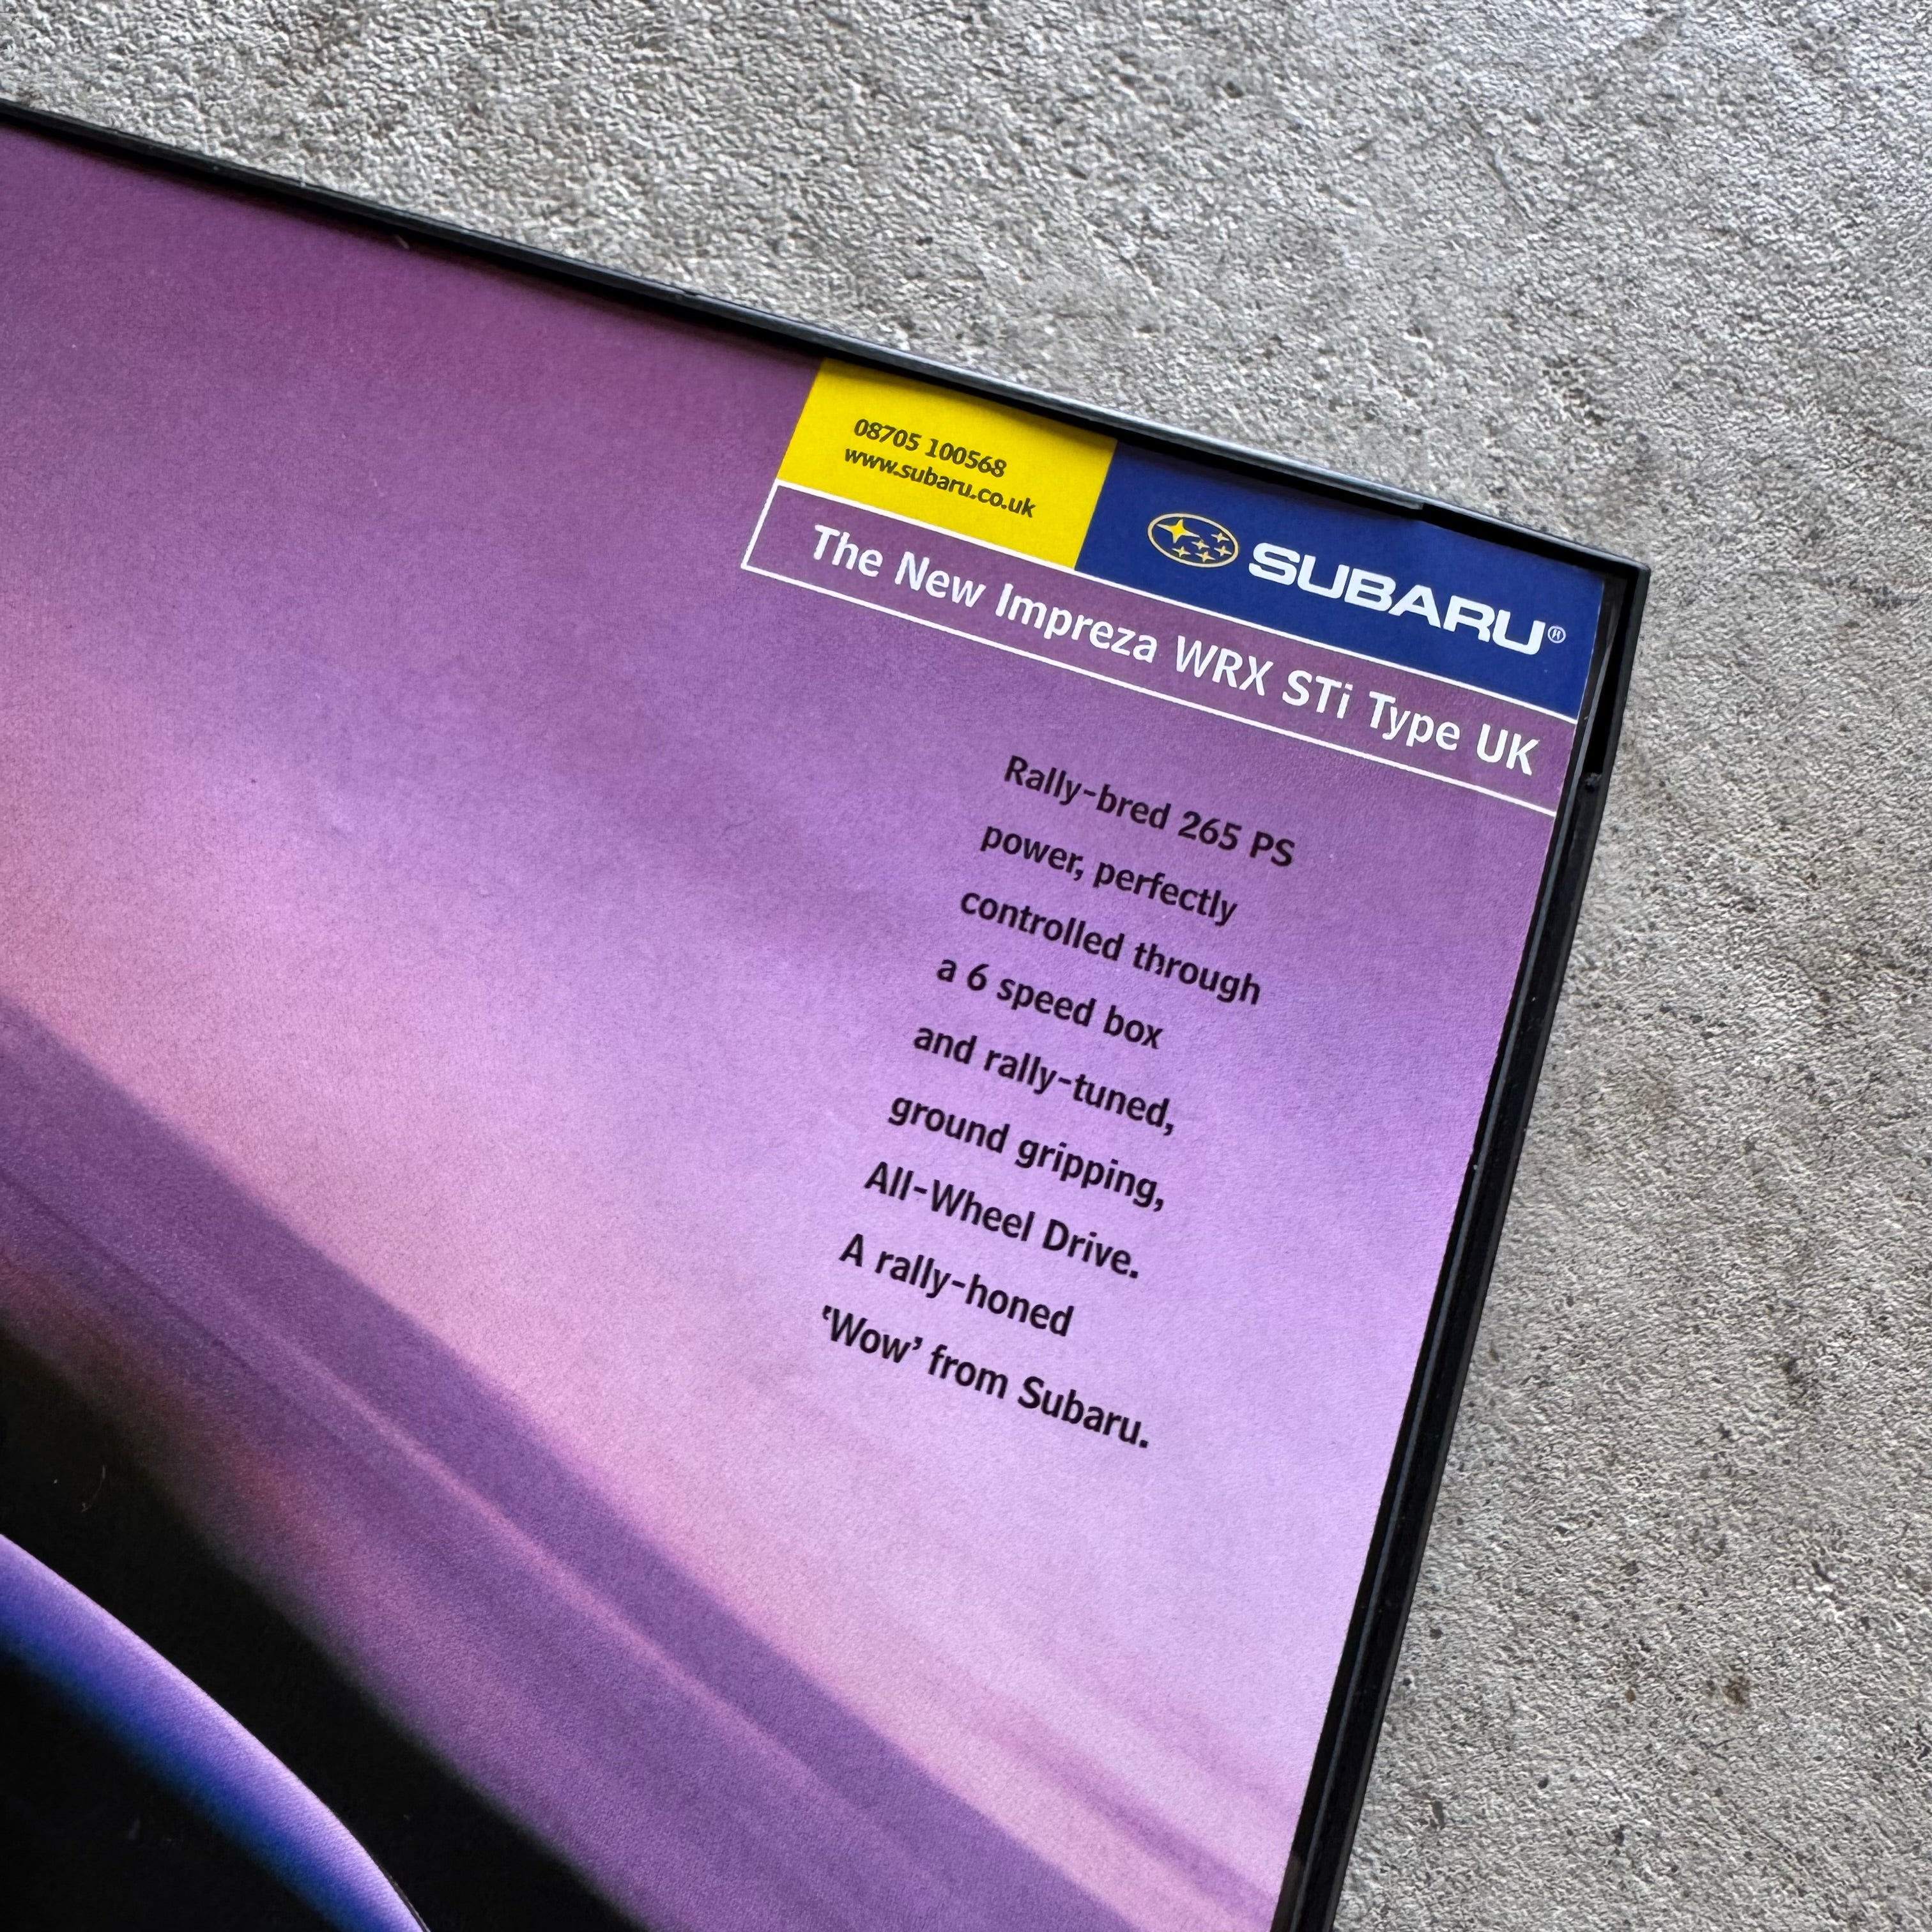 08705 100568
www.subaru.co.uk
SUBARU®
The New Impreza WRX STi Type UK
Rally-bred 265 PS
power, perfectly
controlled through
a 6 speed box
and rally-tuned,
ground gripping,
All-Wheel Drive.
A rally-honed
‘Wow’ from Subaru.